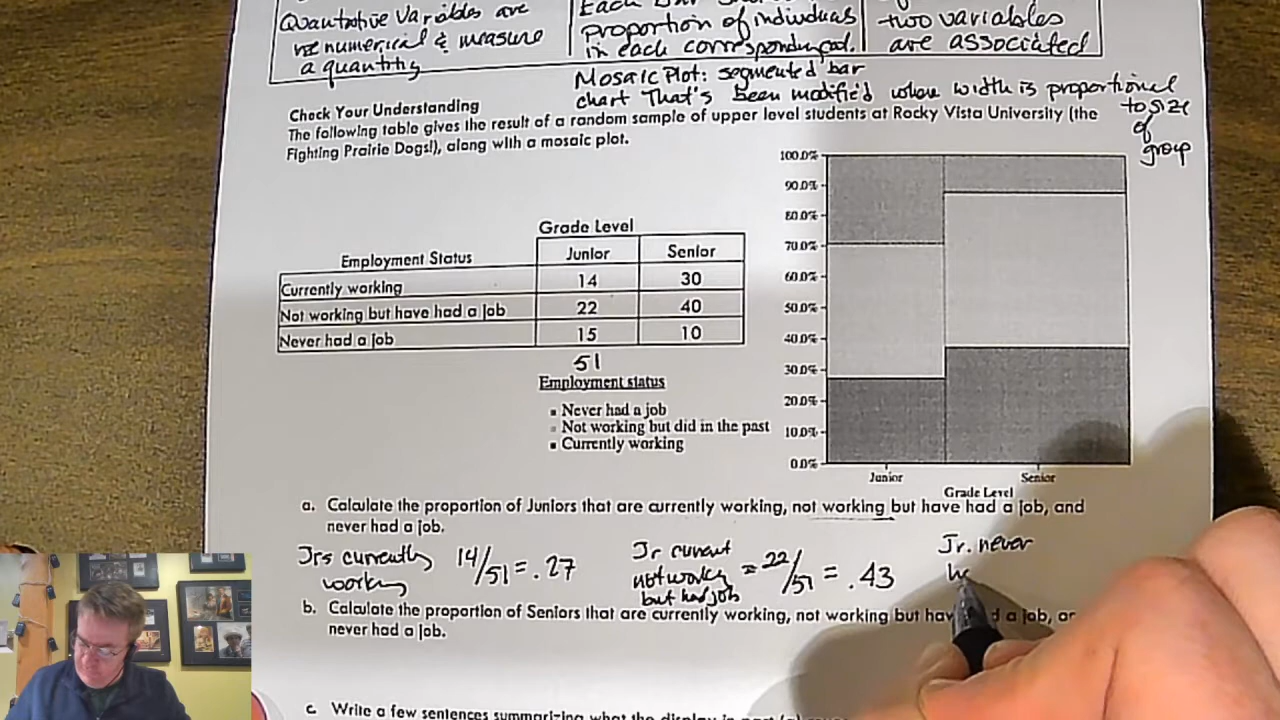 Quantitative Variables are
numerical & measure
a quantity
Each Bar
proportion of individuals
in each corresponding cat.
two variables
are associated
Mosaic Plot: segmented bar
chart That's been modified where width is proportional
to size
of
group
Check Your Understanding
The following table gives the result of a random sample of upper level students at Rocky Vista University (the
Fighting Prairie Dogs!), along with a mosaic plot.
Grade Level
Employment Status Junior Senior
Currently working 14 30
Not working but have had a job 22 40
Never had a job 15 10
51
Employment status
▪ Never had a job
▪ Not working but did in the past
▪ Currently working
100.0%
90.0%
80.0%
70.0%
60.0%
50.0%
40.0%
30.0%
20.0%
10.0%
0.0%
Junior Senior
Grade Level
a. Calculate the proportion of Juniors that are currently working, not working but have had a job, and
never had a job.
Jrs currently
working
14/51 = .27
Jr current
not working
but had job
= 22/51 = .43
Jr. never
b. Calculate the proportion of Seniors that are currently working, not working but have had a job,
never had a job.
c. Write a few sentences summarizing what the display in part (a)